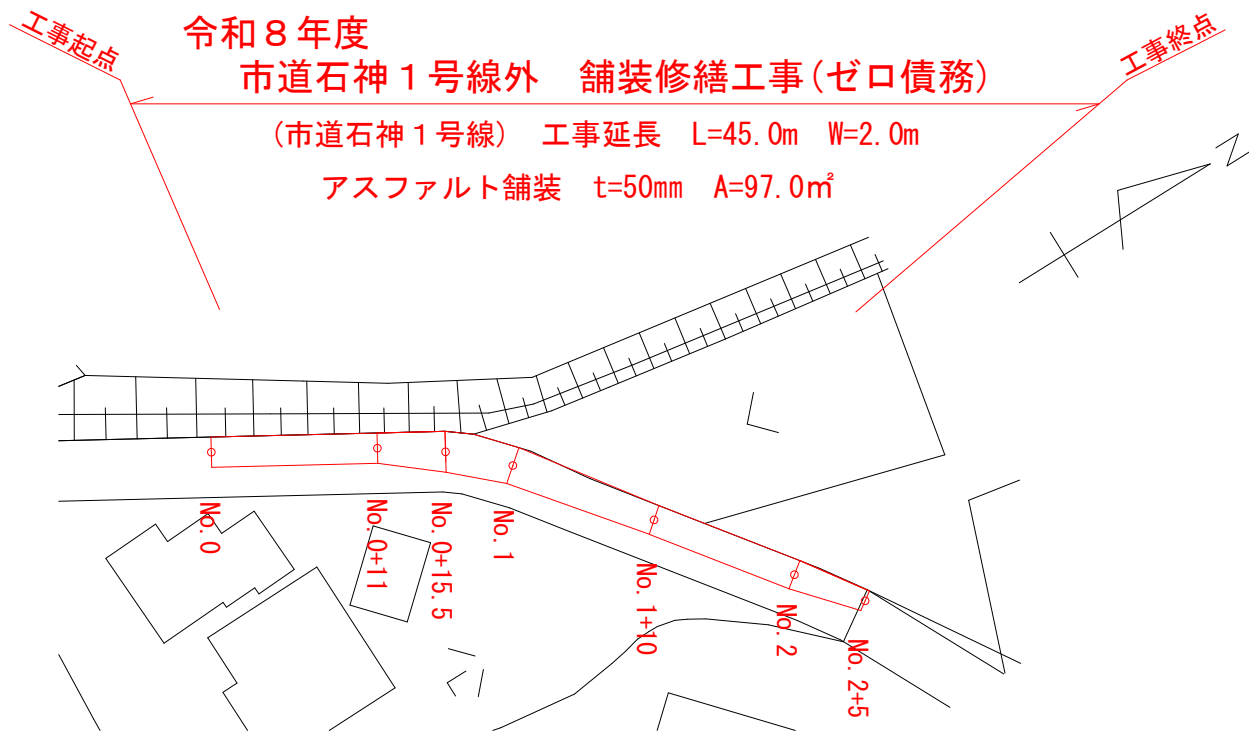 工事起点
令和８年度
市道石神１号線外　舗装修繕工事(ゼロ債務)
工事終点
(市道石神１号線)　工事延長　L=45.0m　W=2.0m
アスファルト舗装　t=50mm　A=97.0㎡
N
No.0
No.0+11
No.0+15.5
No.1
No.1+10
No.2
No.2+5